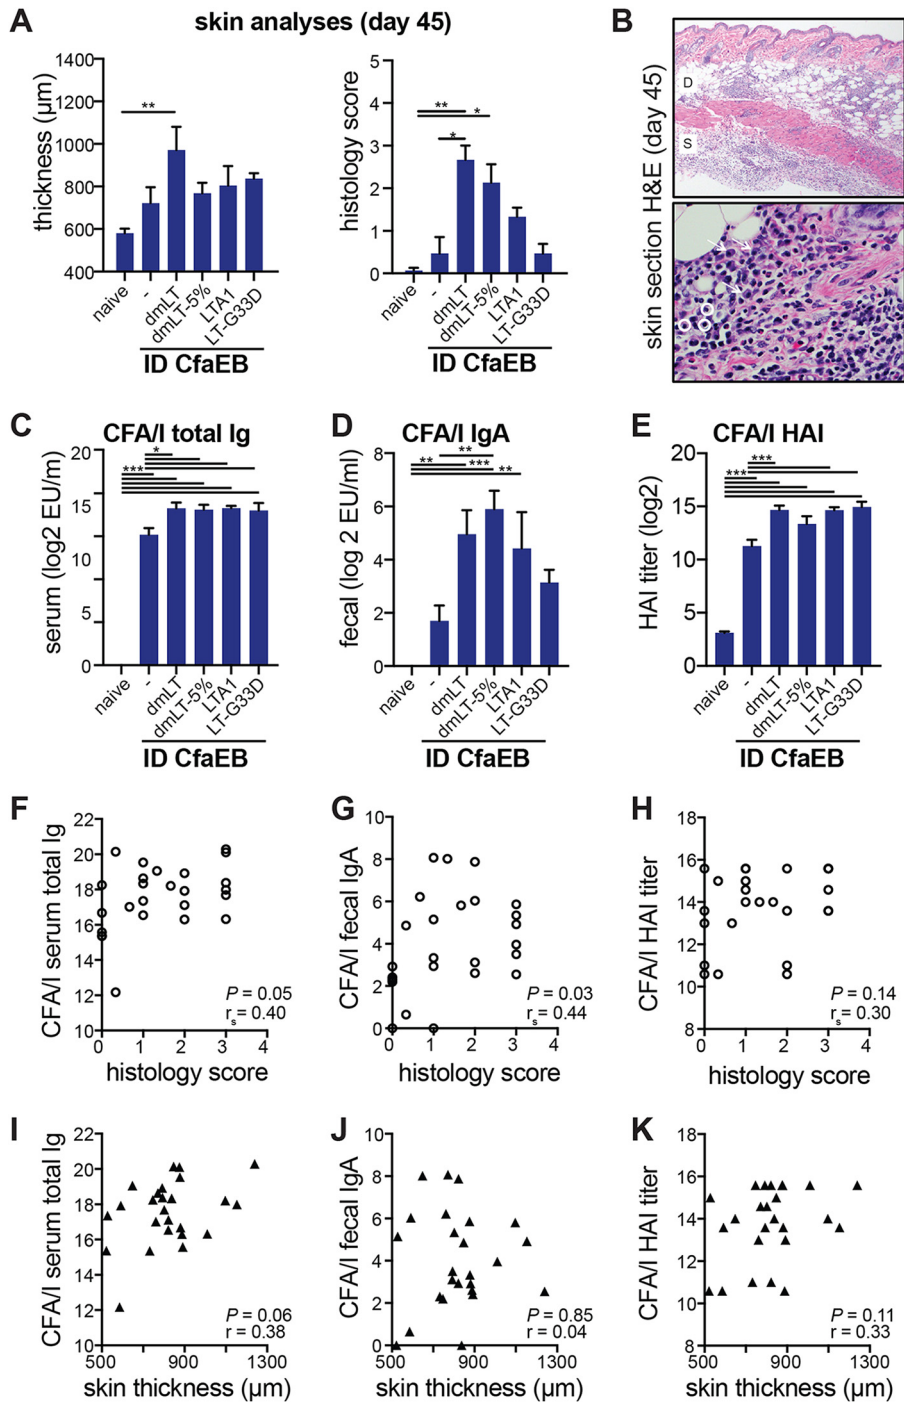 A
skin analyses (day 45)
thickness (µm)
1400
1200
1000
800
600
400
**
naive
-
dmLT
dmLT-5%
LTA1
LT-G33D
ID CfaEB
histology score
5
4
3
2
1
0
**
*
*
naive
-
dmLT
dmLT-5%
LTA1
LT-G33D
ID CfaEB
B
skin section H&E (day 45)
D
S
C
CFA/I total Ig
serum (log2 EU/m)
20
15
10
5
0
*
***
naive
-
dmLT
dmLT-5%
LTA1
LT-G33D
ID CfaEB
D
CFA/I IgA
fecal (log 2 EU/ml)
8
6
4
2
0
**
**
***
**
naive
-
dmLT
dmLT-5%
LTA1
LT-G33D
ID CfaEB
E
CFA/I HAI
HAI titer (log2)
20
15
10
5
0
***
***
naive
-
dmLT
dmLT-5%
LTA1
LT-G33D
ID CfaEB
F
CFA/I serum total Ig
22
20
18
16
14
12
10
P = 0.05
rs = 0.40
0 1 2 3 4
histology score
G
CFA/I fecal IgA
10
8
6
4
2
0
P = 0.03
rs = 0.44
0 1 2 3 4
histology score
H
CFA/I HAI titer
18
16
14
12
10
8
P = 0.14
rs = 0.30
0 1 2 3 4
histology score
I
CFA/I serum total Ig
22
20
18
16
14
12
10
P = 0.06
r = 0.38
500 900 1300
skin thickness (µm)
J
CFA/I fecal IgA
10
8
6
4
2
0
P = 0.85
r = 0.04
500 900 1300
skin thickness (µm)
K
CFA/I HAI titer
18
16
14
12
10
8
P = 0.11
r = 0.33
500 900 1300
skin thickness (µm)